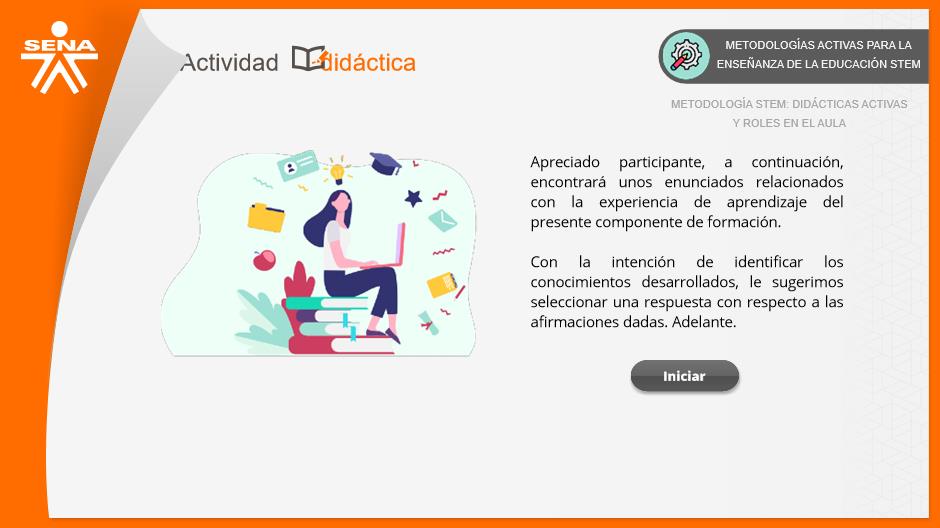 SENA
Actividad didáctica
METODOLOGÍAS ACTIVAS PARA LA
ENSEÑANZA DE LA EDUCACIÓN STEM
METODOLOGÍA STEM: DIDÁCTICAS ACTIVAS
Y ROLES EN EL AULA
Apreciado participante, a continuación,
encontrará unos enunciados relacionados
con la experiencia de aprendizaje del
presente componente de formación.
Con la intención de identificar los
conocimientos desarrollados, le sugerimos
seleccionar una respuesta con respecto a las
afirmaciones dadas. Adelante.
Iniciar